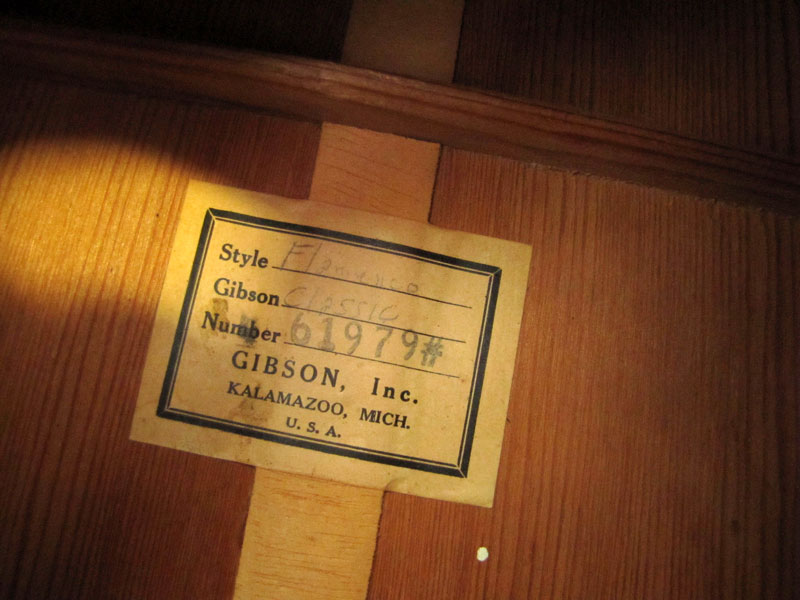 Style Flamenco
Gibson Classic
Number 61979#
GIBSON, Inc.
KALAMAZOO, MICH.
U. S. A.